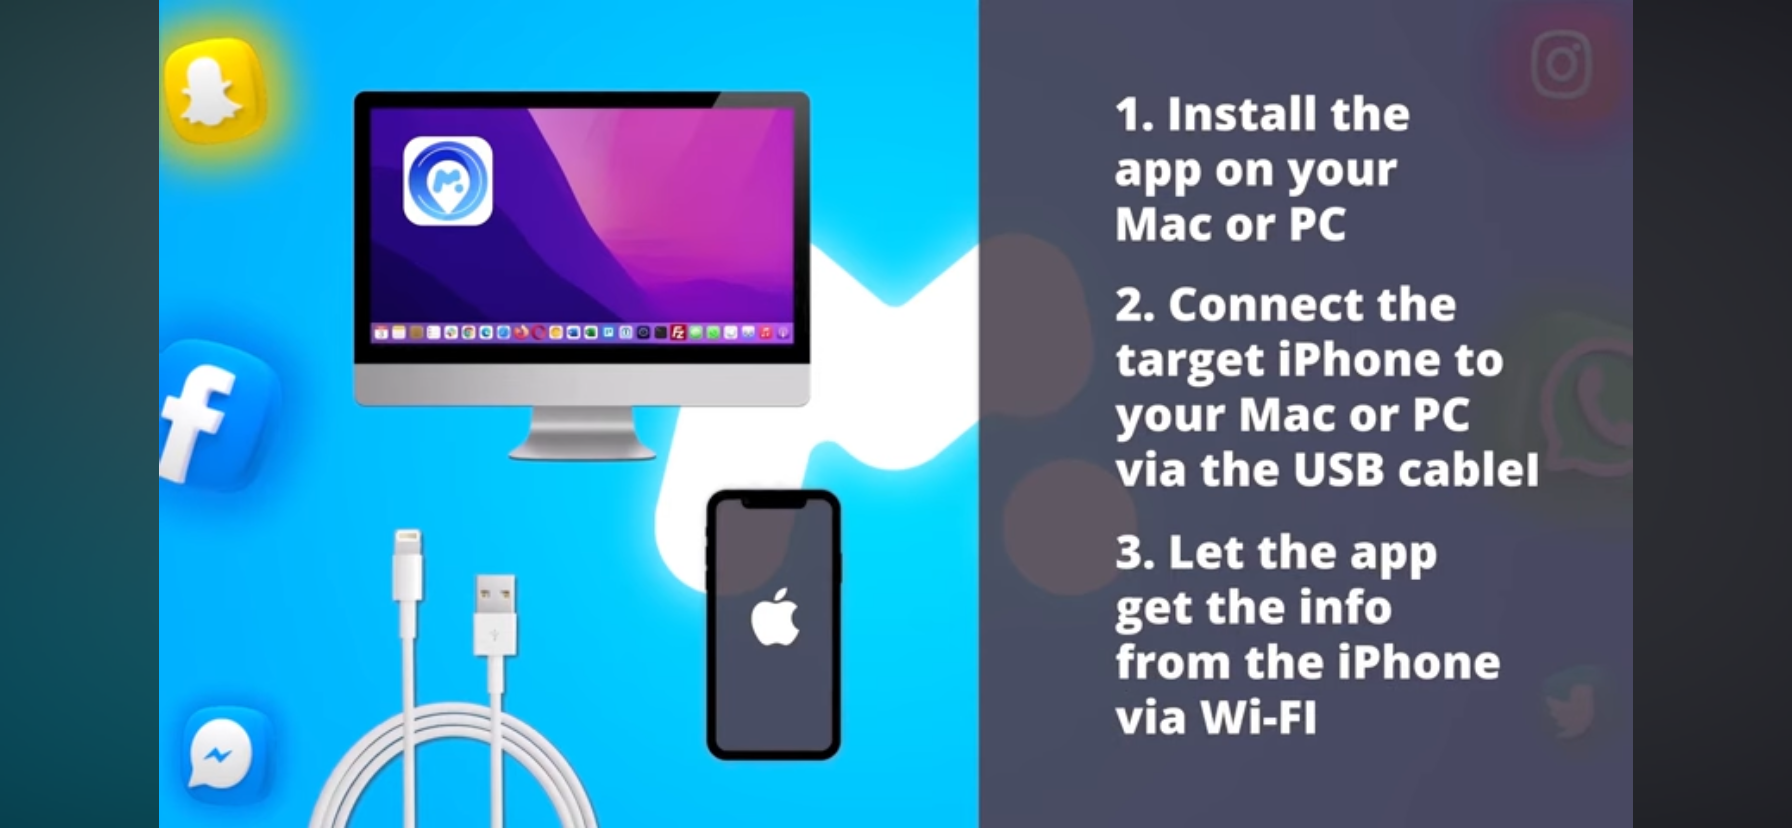 1. Install the
app on your
Mac or PC
2. Connect the
target iPhone to
your Mac or PC
via the USB cableI
3. Let the app
get the info
from the iPhone
via Wi-FI